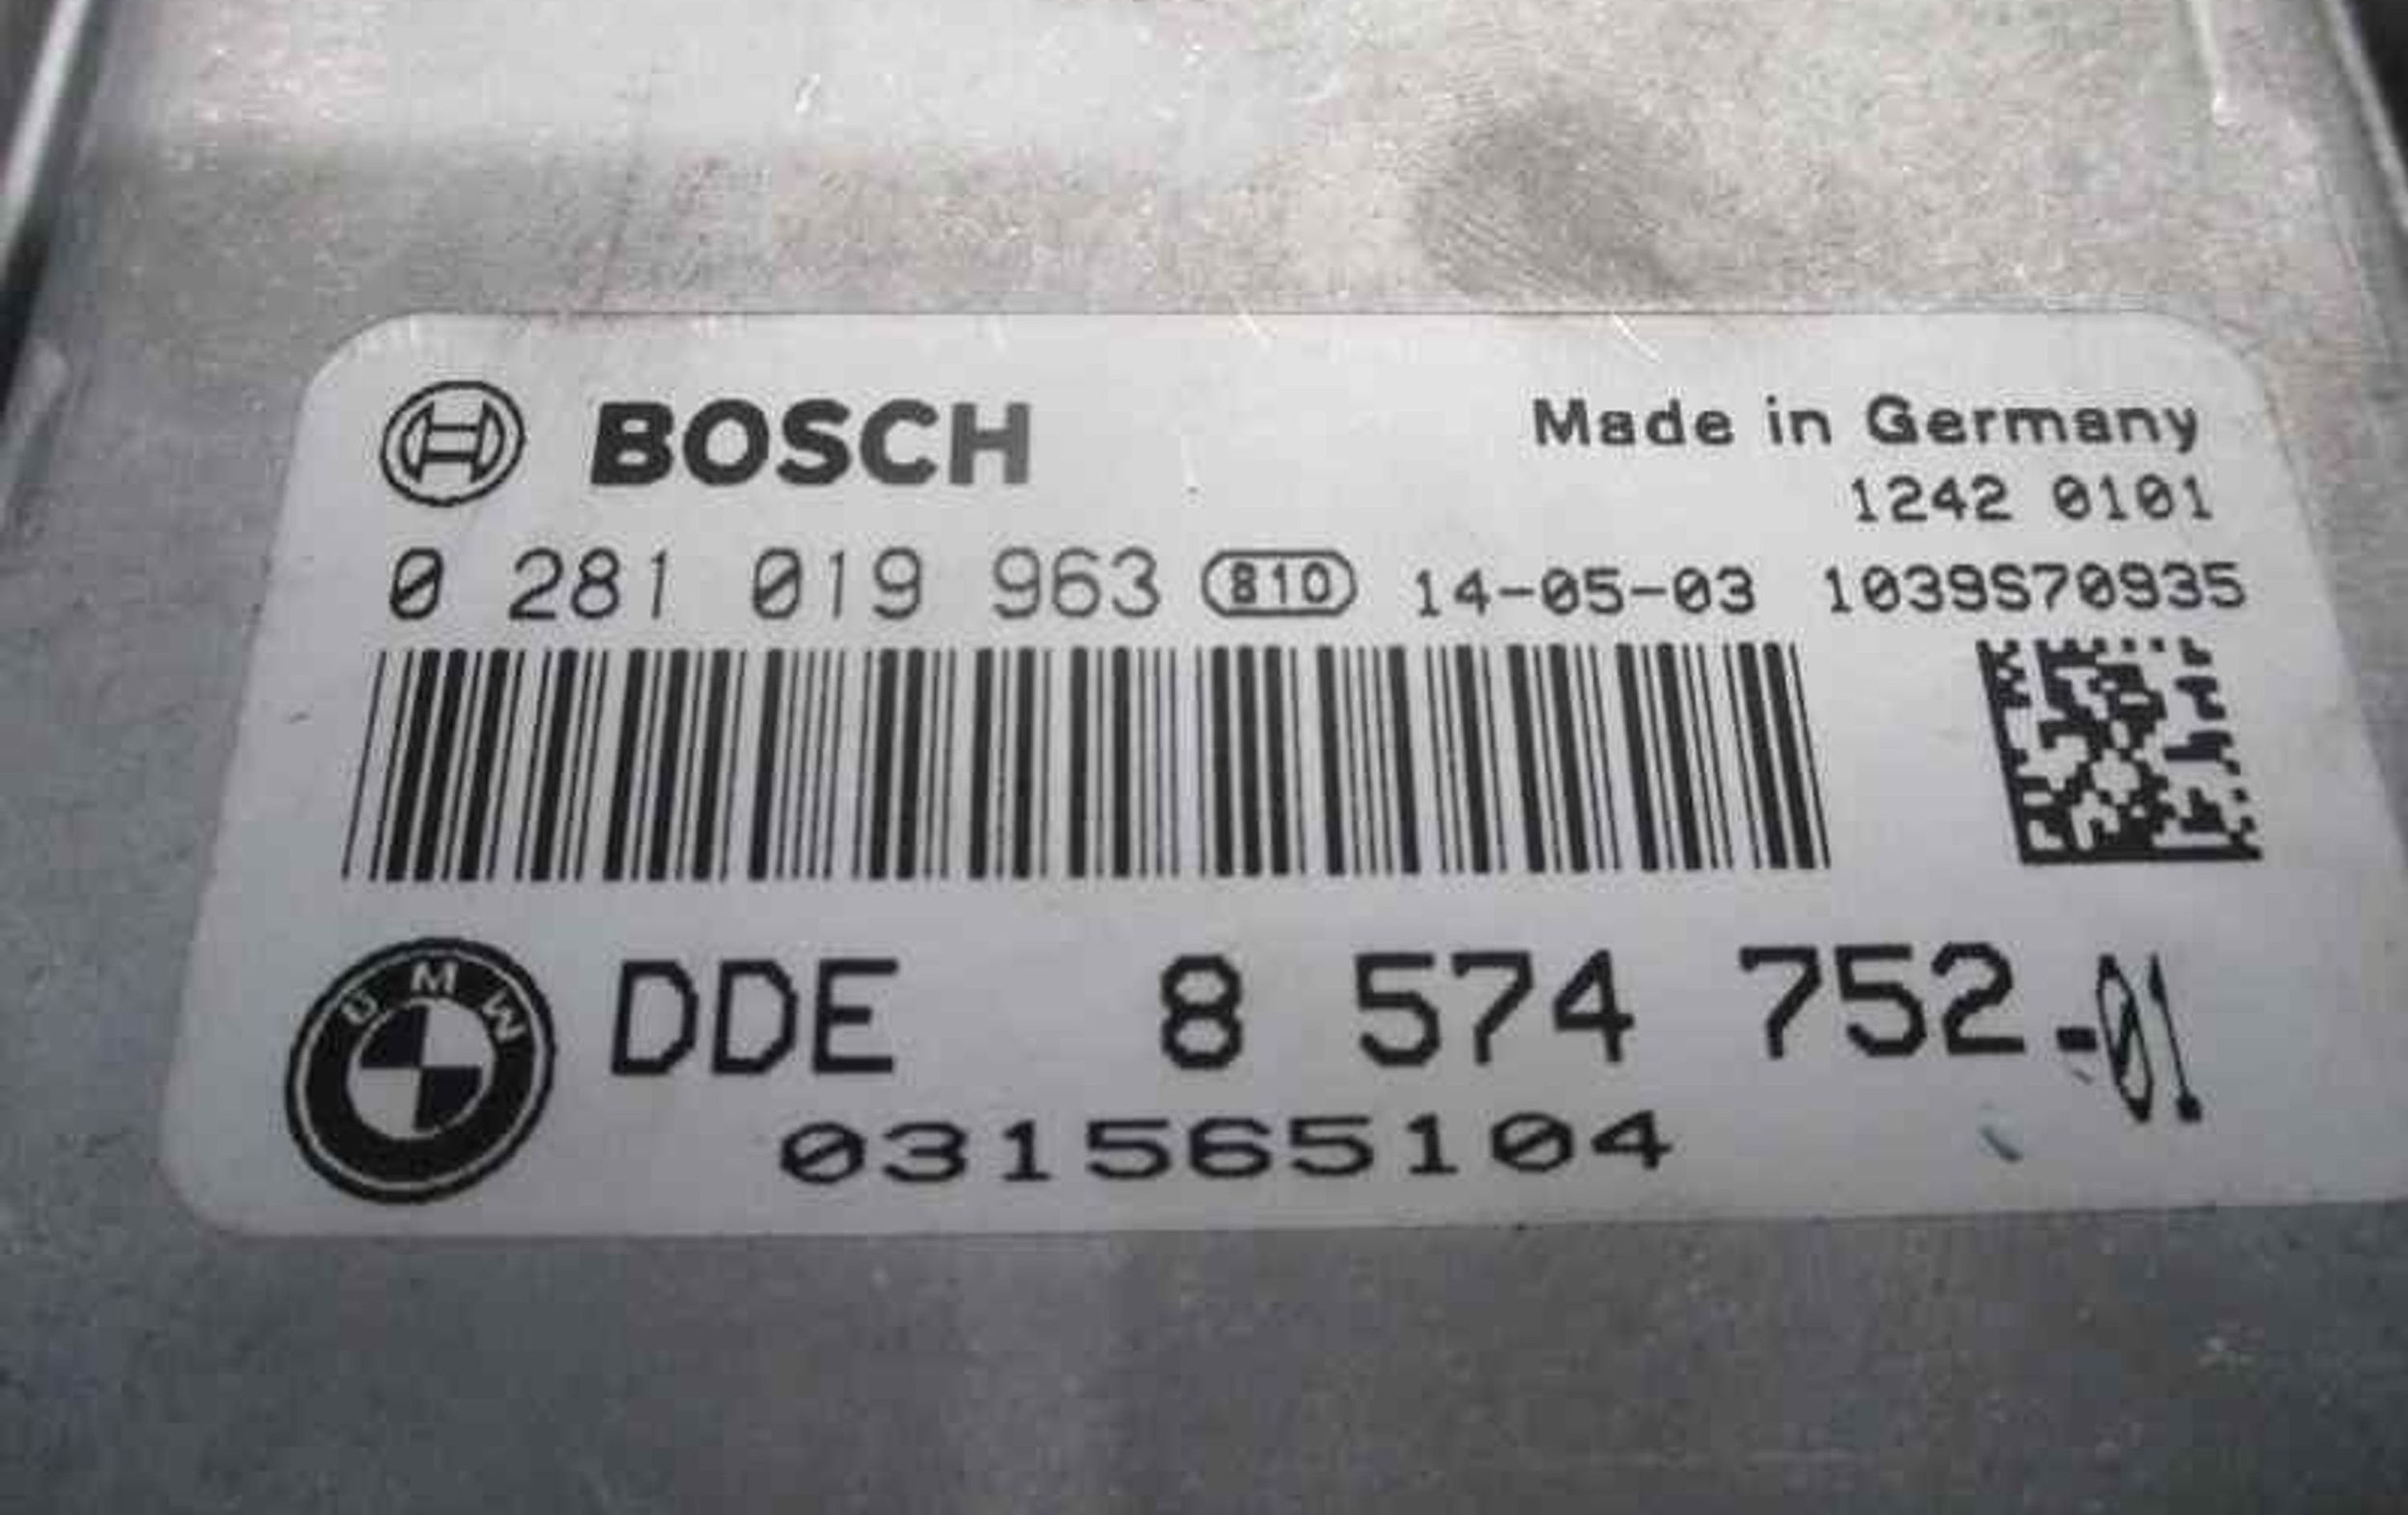 BOSCH Made in Germany
1242 0101
0 281 019 963 810 14-05-03 1039S70935
BMW DDE 8 574 752-01
031565104